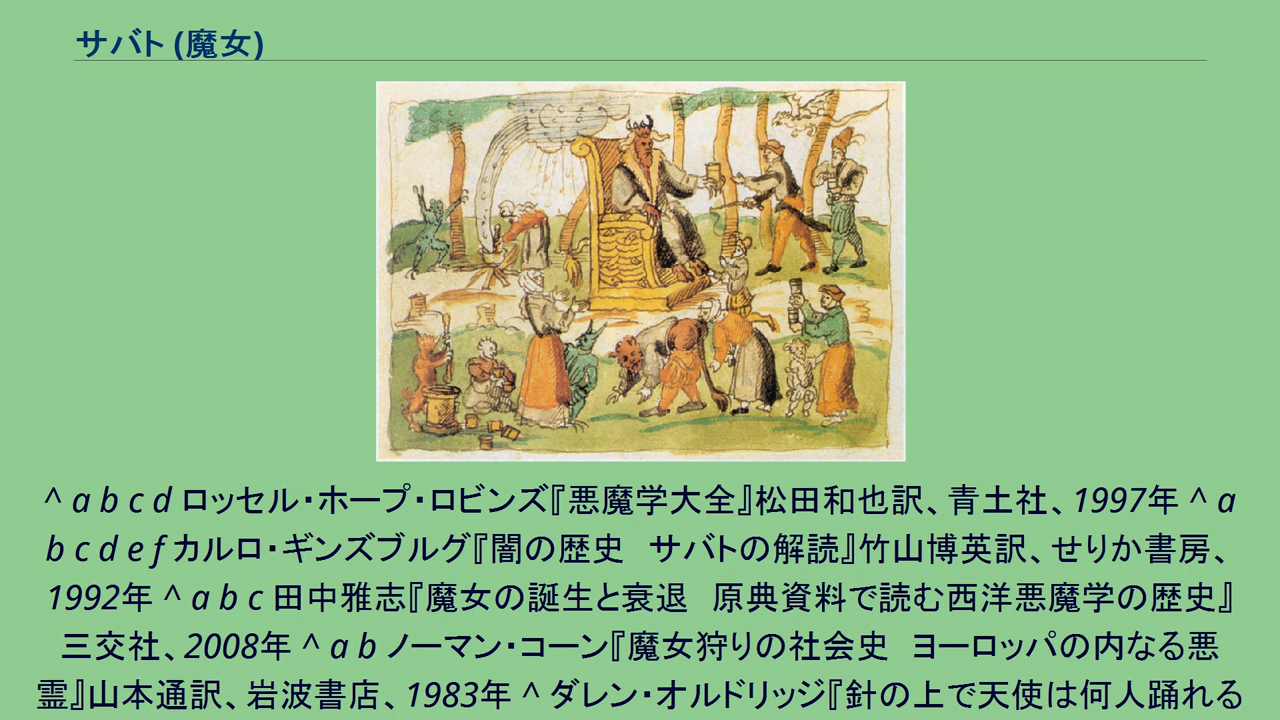 サバト (魔女)
^ a b c d ロッセル・ホープ・ロビンズ『悪魔学大全』松田和也訳、青土社、1997年 ^ a
b c d e f カルロ・ギンズブルグ『闇の歴史　サバトの解読』竹山博英訳、せりか書房、
1992年 ^ a b c 田中雅志『魔女の誕生と衰退　原典資料で読む西洋悪魔学の歴史』
三交社、2008年 ^ a b ノーマン・コーン『魔女狩りの社会史　ヨーロッパの内なる悪
霊』山本通訳、岩波書店、1983年 ^ ダレン・オルドリッジ『針の上で天使は何人踊れる